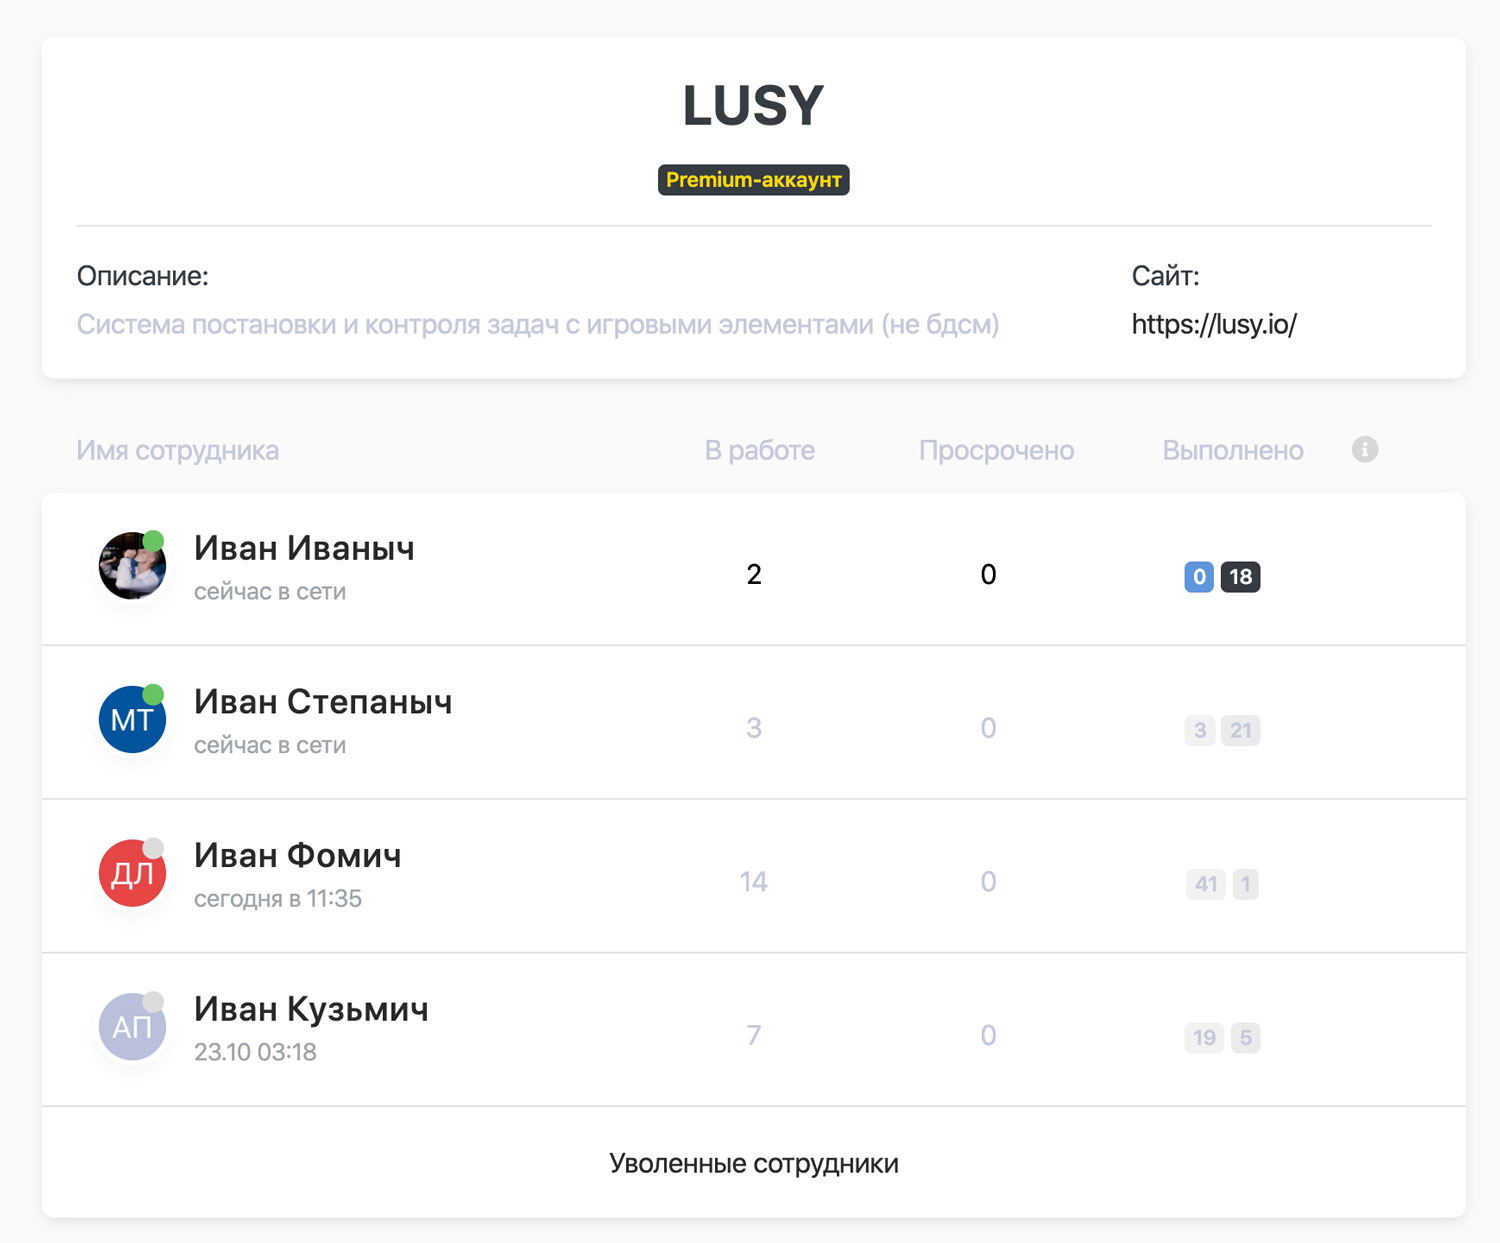 LUSY
Premium-аккаунт
Описание:
Сайт:
Система постановки и контроля задач с игровыми элементами (не бдсм)
https://lusy.io/
Имя сотрудника В работе Просрочено Выполнено i
Иван Иваныч
сейчас в сети
2 0 0 18
МТ
Иван Степаныч
сейчас в сети
3 0 3 21
ДЛ
Иван Фомич
сегодня в 11:35
14 0 41 1
АП
Иван Кузьмич
23.10 03:18
7 0 19 5
Уволенные сотрудники